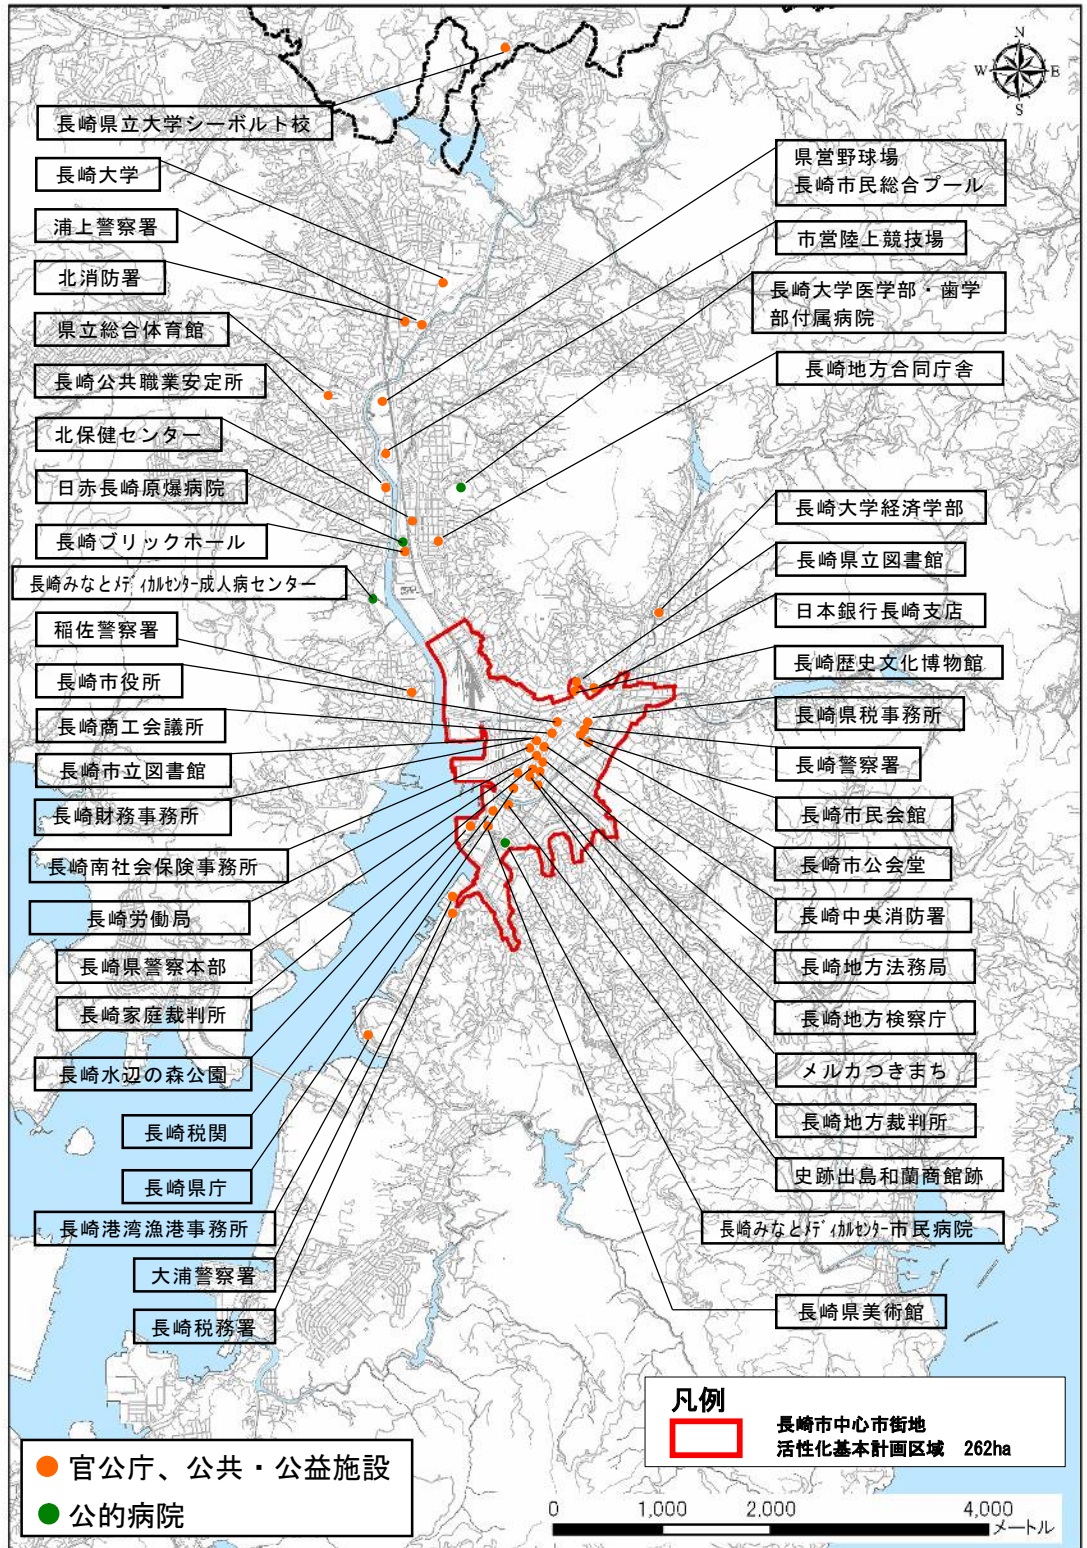 N
W
E
S
長崎県立大学シーボルト校
長崎大学
浦上警察署
北消防署
県立総合体育館
長崎公共職業安定所
北保健センター
日赤長崎原爆病院
長崎ブリックホール
長崎みなとﾒﾃﾞｨｶﾙｾﾝﾀｰ成人病センター
稲佐警察署
長崎市役所
長崎商工会議所
長崎市立図書館
長崎財務事務所
長崎南社会保険事務所
長崎労働局
長崎県警察本部
長崎家庭裁判所
長崎水辺の森公園
長崎税関
長崎県庁
長崎港湾漁港事務所
大浦警察署
長崎税務署
県営野球場
長崎市民総合プール
市営陸上競技場
長崎大学医学部・歯学
部付属病院
長崎地方合同庁舎
長崎大学経済学部
長崎県立図書館
日本銀行長崎支店
長崎歴史文化博物館
長崎県税事務所
長崎警察署
長崎市民会館
長崎市公会堂
長崎中央消防署
長崎地方法務局
長崎地方検察庁
メルカつきまち
長崎地方裁判所
史跡出島和蘭商館跡
長崎みなとﾒﾃﾞｨｶﾙｾﾝﾀｰ市民病院
長崎県美術館
凡例
長崎市中心市街地
活性化基本計画区域 262ha
官公庁、公共・公益施設
公的病院
0 1,000 2,000 4,000
メートル